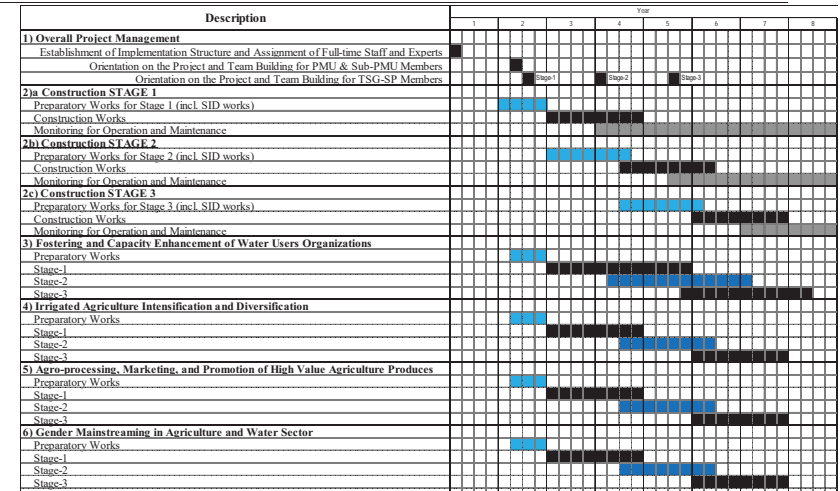 Description
Year
1 2 3 4 5 6 7 8
1) Overall Project Management
Establishment of Implementation Structure and Assignment of Full-time Staff and Experts
Orientation on the Project and Team Building for PMU & Sub-PMU Members
Orientation on the Project and Team Building for TSG-SP Members Stage-1 Stage-2 Stage-3
2)a Construction STAGE 1
Preparatory Works for Stage 1 (incl. SID works)
Construction Works
Monitoring for Operation and Maintenance
2b) Construction STAGE 2
Preparatory Works for Stage 2 (incl. SID works)
Construction Works
Monitoring for Operation and Maintenance
2c) Construction STAGE 3
Preparatory Works for Stage 3 (incl. SID works)
Construction Works
Monitoring for Operation and Maintenance
3) Fostering and Capacity Enhancement of Water Users Organizations
Preparatory Works
Stage-1
Stage-2
Stage-3
4) Irrigated Agriculture Intensification and Diversification
Preparatory Works
Stage-1
Stage-2
Stage-3
5) Agro-processing, Marketing, and Promotion of High Value Agriculture Produces
Preparatory Works
Stage-1
Stage-2
Stage-3
6) Gender Mainstreaming in Agriculture and Water Sector
Preparatory Works
Stage-1
Stage-2
Stage-3